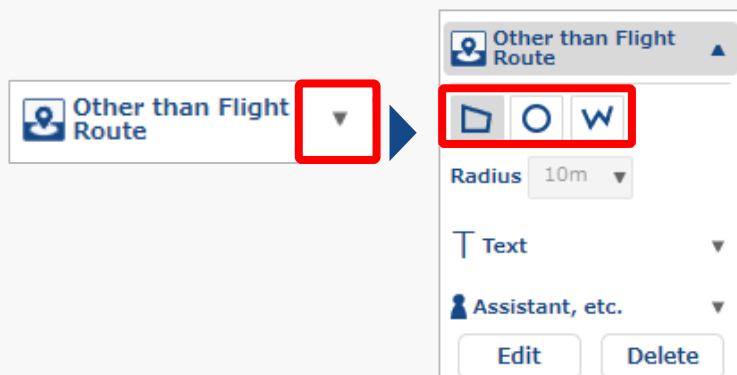 Other than Flight
Route
Other than Flight
Route
Radius 10m
Text
Assistant, etc.
Edit Delete